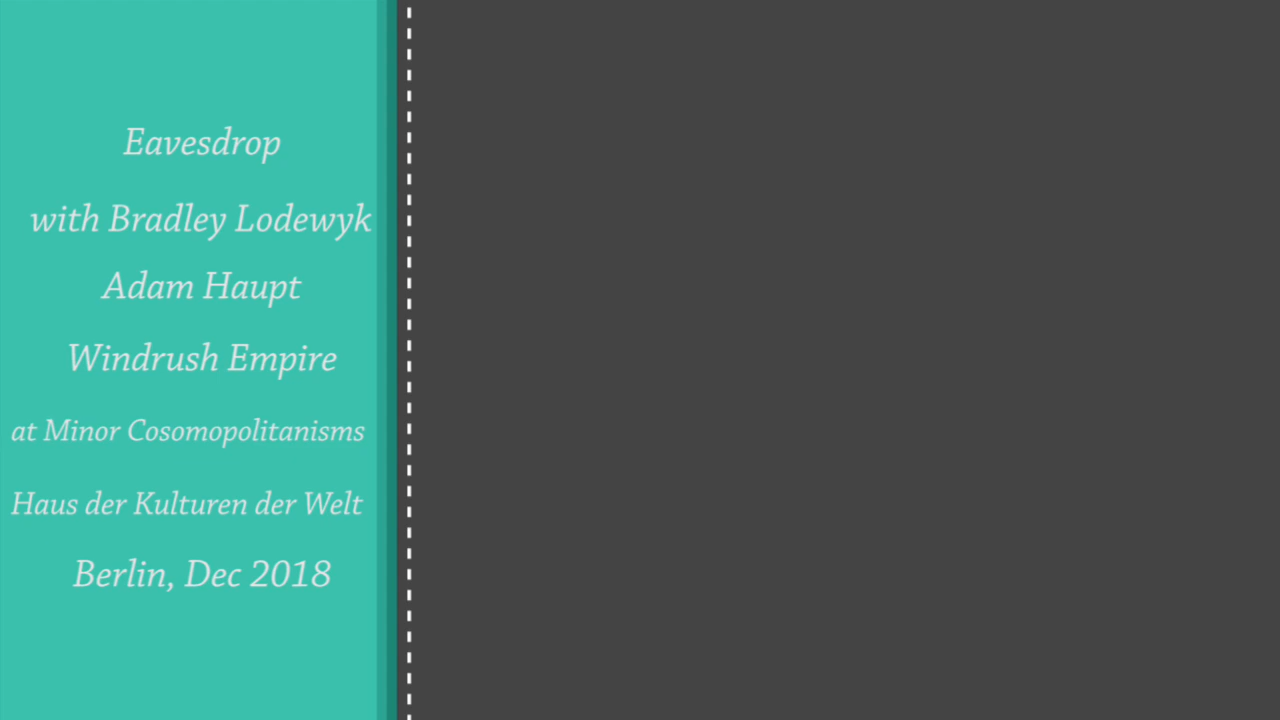 Eavesdrop
with Bradley Lodewyk
Adam Haupt
Windrush Empire
at Minor Cosomopolitanisms
Haus der Kulturen der Welt
Berlin, Dec 2018